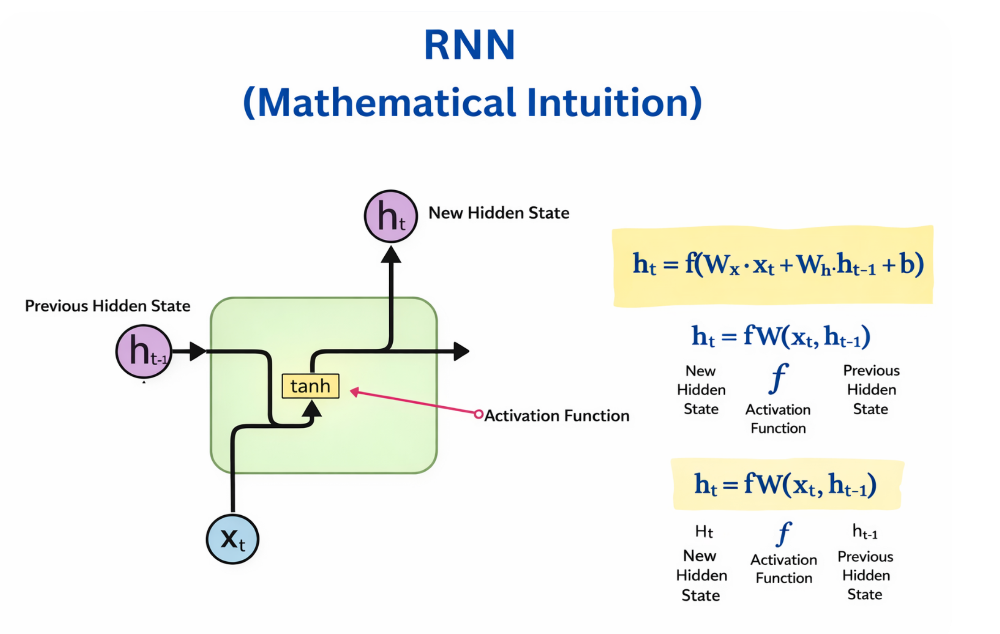 RNN
(Mathematical Intuition)
hₜ
New Hidden State
Previous Hidden State
hₜ₋₁
tanh
Activation Function
xₜ
hₜ = f(Wₓ · xₜ + Wₕ.hₜ₋₁ + b)
hₜ = fW(xₜ, hₜ₋₁)
New
Hidden
State
f
Activation
Function
Previous
Hidden
State
hₜ = fW(xₜ, hₜ₋₁)
Hₜ
New
Hidden
State
f
Activation
Function
hₜ₋₁
Previous
Hidden
State